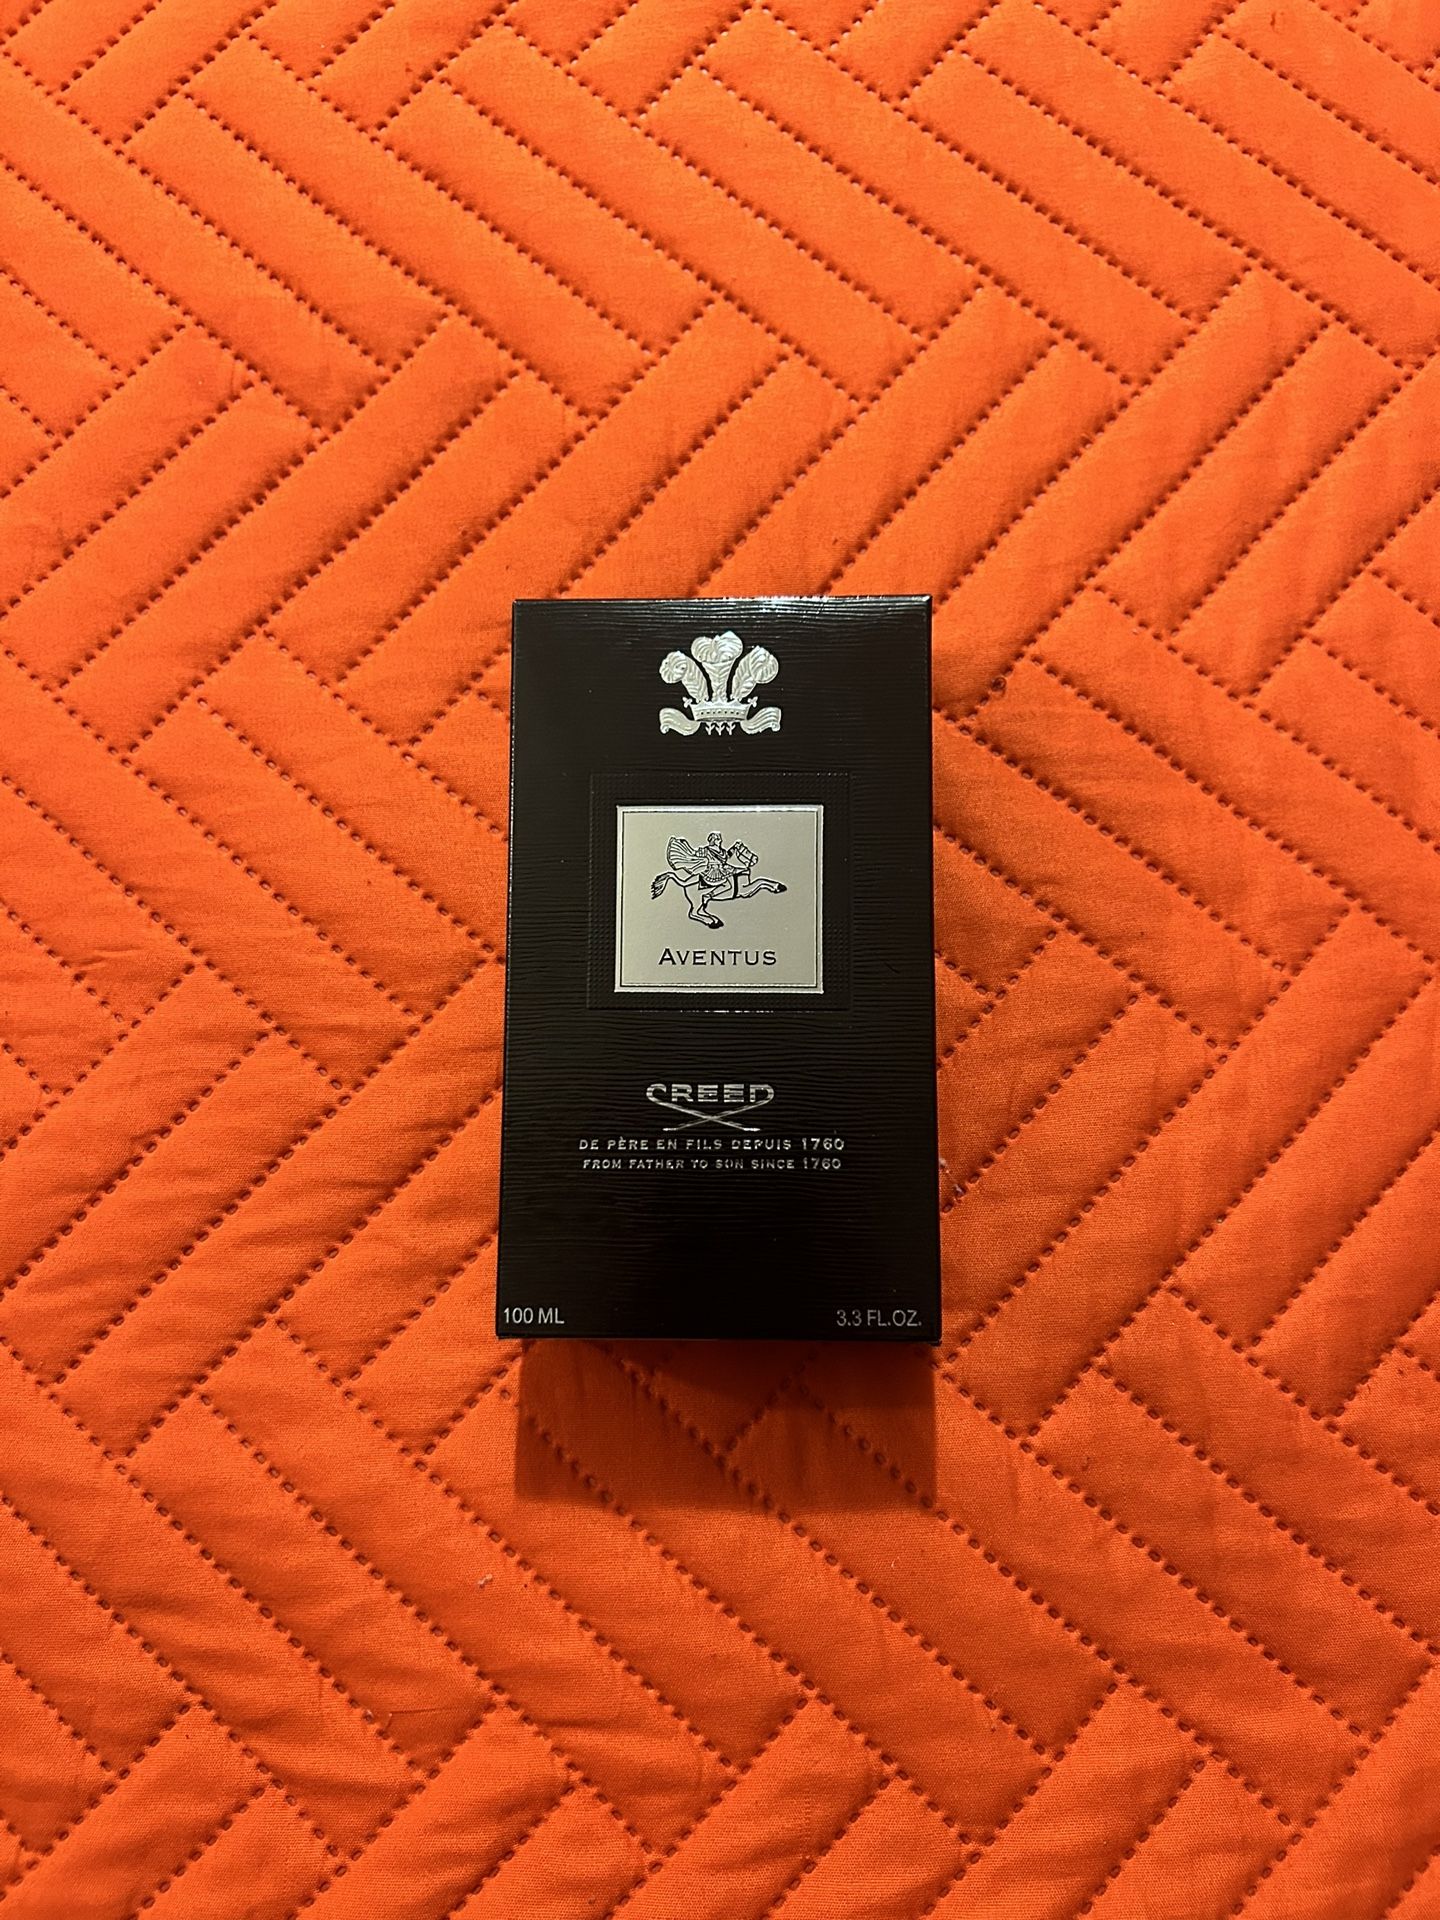 AVENTUS
CREED
DE PÈRE EN FILS DEPUIS 1760
FROM FATHER TO SON SINCE 1760
100 ML
3.3 FL.OZ.